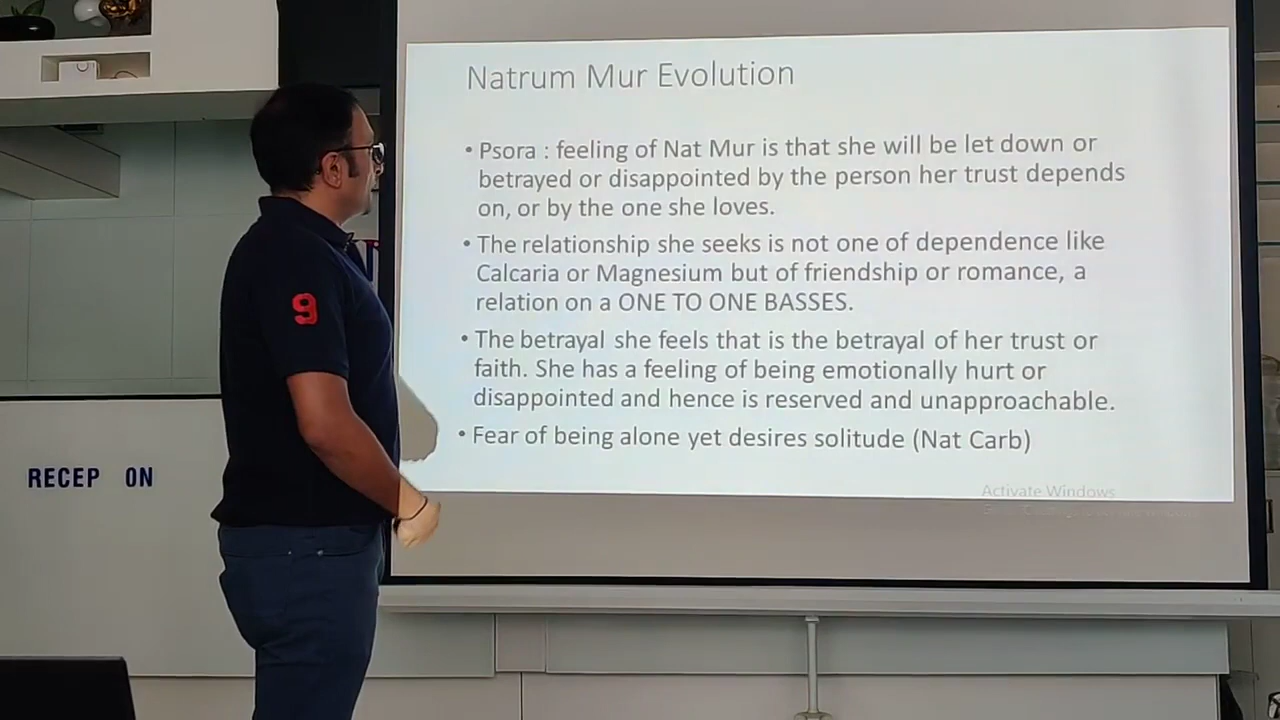 Natrum Mur Evolution
• Psora : feeling of Nat Mur is that she will be let down or
betrayed or disappointed by the person her trust depends
on, or by the one she loves.
• The relationship she seeks is not one of dependence like
Calcaria or Magnesium but of friendship or romance, a
relation on a ONE TO ONE BASSES.
• The betrayal she feels that is the betrayal of her trust or
faith. She has a feeling of being emotionally hurt or
disappointed and hence is reserved and unapproachable.
• Fear of being alone yet desires solitude (Nat Carb)
Activate Windows
9
RECEP ON